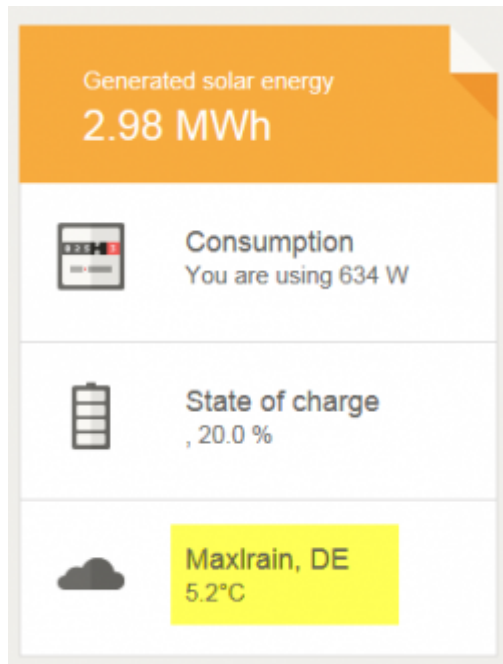 Generated solar energy
2.98 MWh
Consumption
You are using 634 W
State of charge
, 20.0 %
Maxlrain, DE
5.2°C